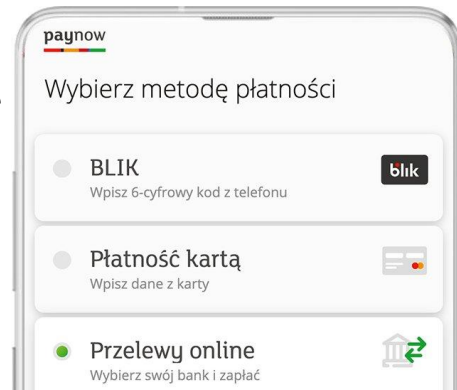 paynow
Wybierz metodę płatności
BLIK
blik
Wpisz 6-cyfrowy kod z telefonu
Płatność kartą
Wpisz dane z karty
Przelewy online
Wybierz swój bank i zapłać